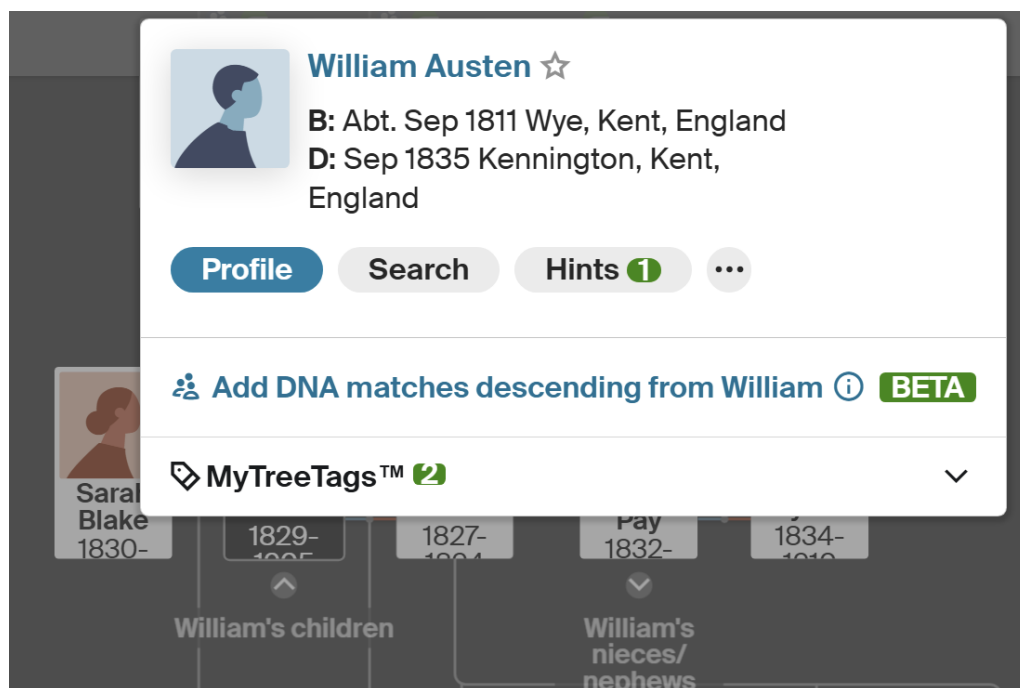 William Austen
B: Abt. Sep 1811 Wye, Kent, England
D: Sep 1835 Kennington, Kent,
England
Profile Search Hints 1
Add DNA matches descending from William BETA
MyTreeTags™ 2
Blake
1830-
1829-
1827-
Pay
1832-
1834-
William's children
William's
nieces/
nephews